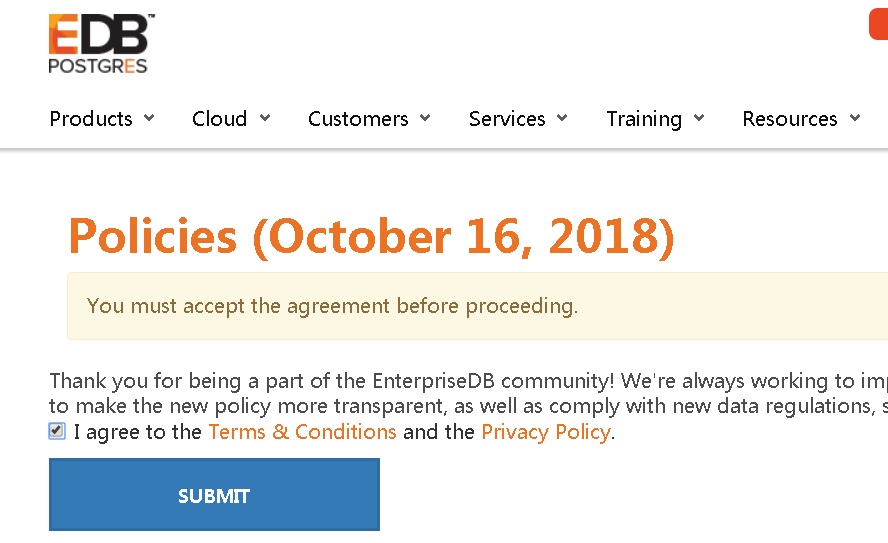 EDB™
POSTGRES
Products Cloud Customers Services Training Resources
Policies (October 16, 2018)
You must accept the agreement before proceeding.
Thank you for being a part of the EnterpriseDB community! We're always working to
to make the new policy more transparent, as well as comply with new data regulations,
I agree to the Terms & Conditions and the Privacy Policy.
SUBMIT